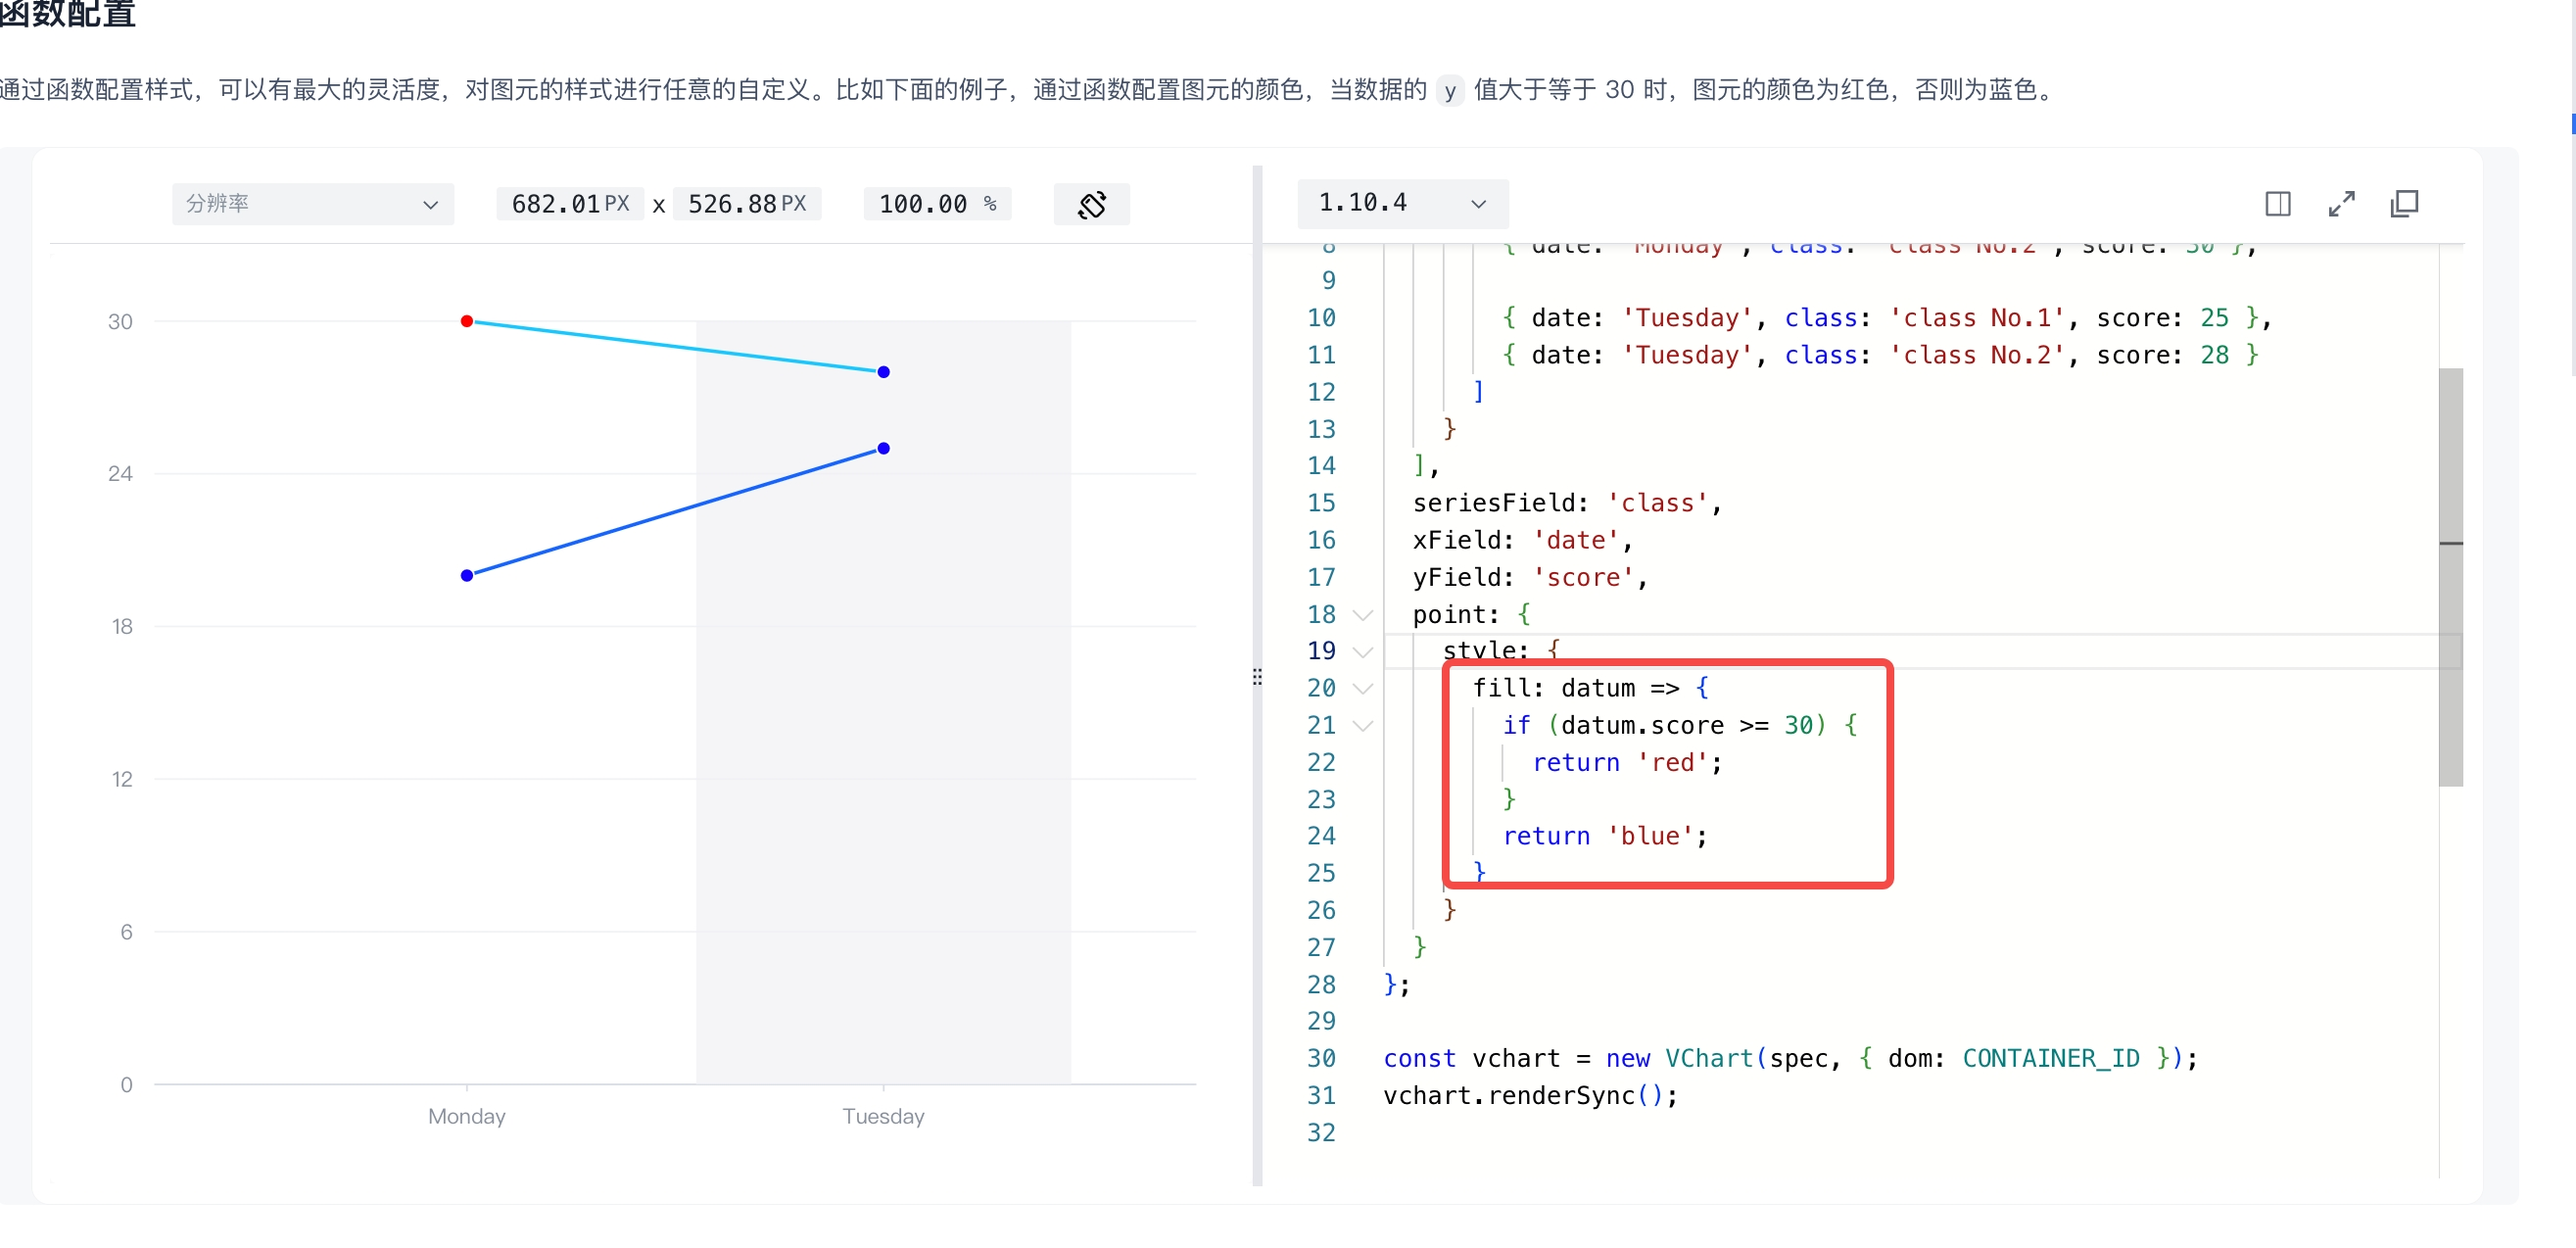 函数配置
通过函数配置样式，可以有最大的灵活度，对图元的样式进行任意的自定义。比如下面的例子，通过函数配置图元的颜色，当数据的 y 值大于等于 30 时，图元的颜色为红色，否则为蓝色。
分辨率 682.01PX x 526.88PX 100.00 %
30
24
18
12
6
0
Monday Tuesday
1.10.4
8 { date: 'Monday', class: 'class No.2', score: 30 },
9
10 { date: 'Tuesday', class: 'class No.1', score: 25 },
11 { date: 'Tuesday', class: 'class No.2', score: 28 }
12 ]
13 }
14 ],
15 seriesField: 'class',
16 xField: 'date',
17 yField: 'score',
18 point: {
19 style: {
20 fill: datum => {
21 if (datum.score >= 30) {
22 return 'red';
23 }
24 return 'blue';
25 }
26 }
27 }
28 };
29
30 const vchart = new VChart(spec, { dom: CONTAINER_ID });
31 vchart.renderSync();
32